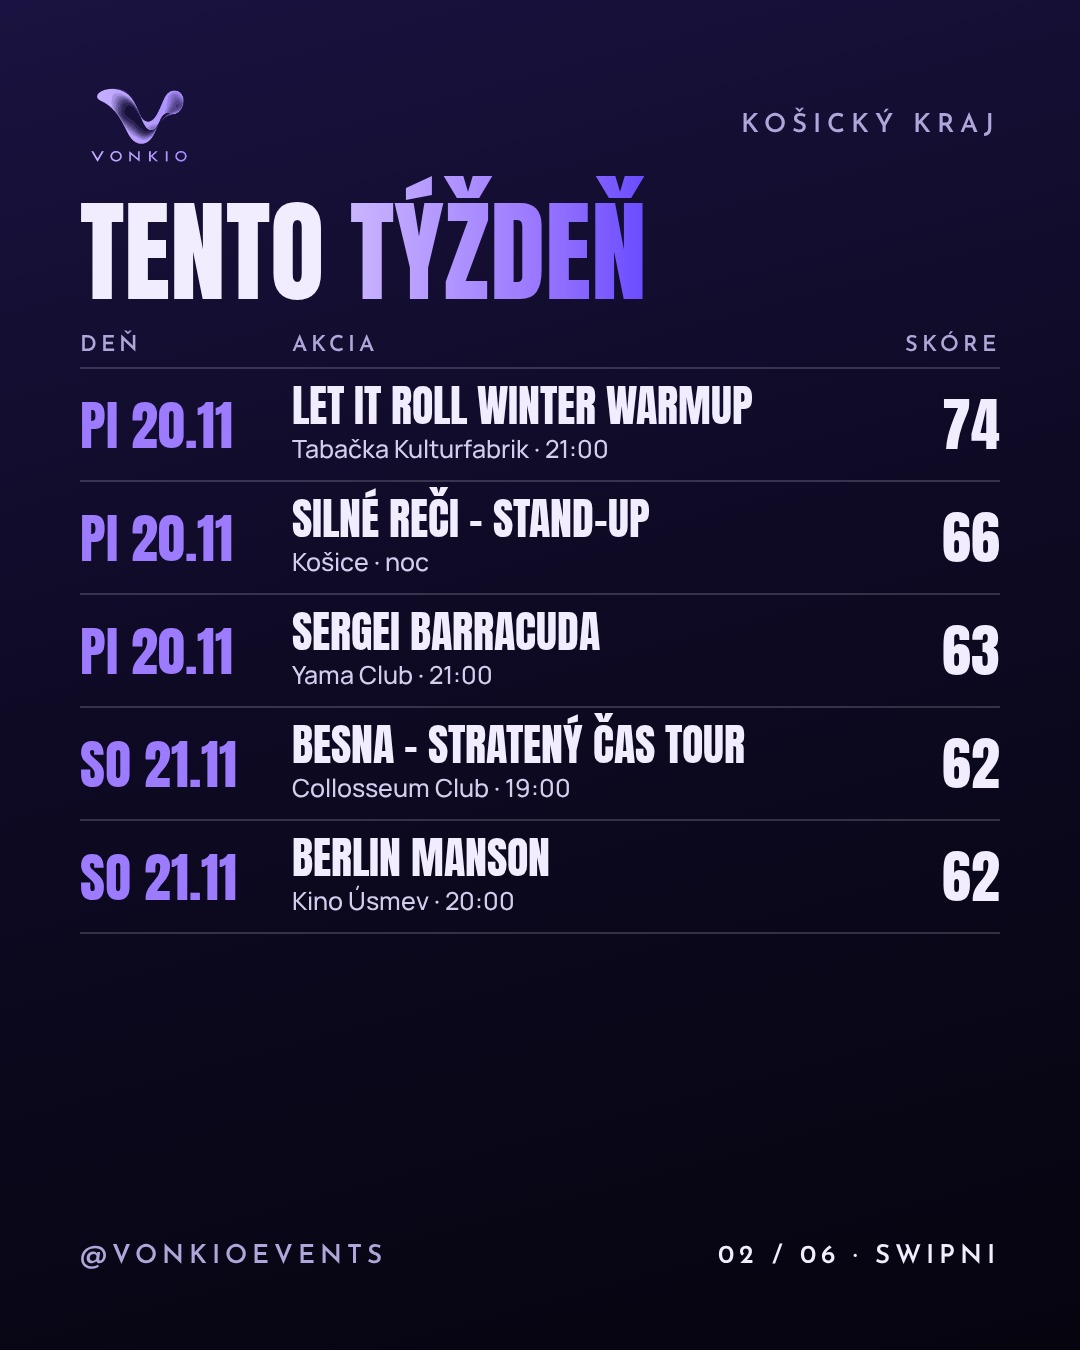 VONKIO
KOŠICKÝ KRAJ
TENTO TÝŽDEŇ
DEŇ AKCIA SKÓRE
PI 20.11 LET IT ROLL WINTER WARMUP 74
Tabačka Kulturfabrik · 21:00
PI 20.11 SILNÉ REČI - STAND-UP 66
Košice · noc
PI 20.11 SERGEI BARRACUDA 63
Yama Club · 21:00
SO 21.11 BESNA - STRATENÝ ČAS TOUR 62
Collosseum Club · 19:00
SO 21.11 BERLIN MANSON 62
Kino Úsmev · 20:00
@VONKIOEVENTS 02 / 06 · SWIPNI